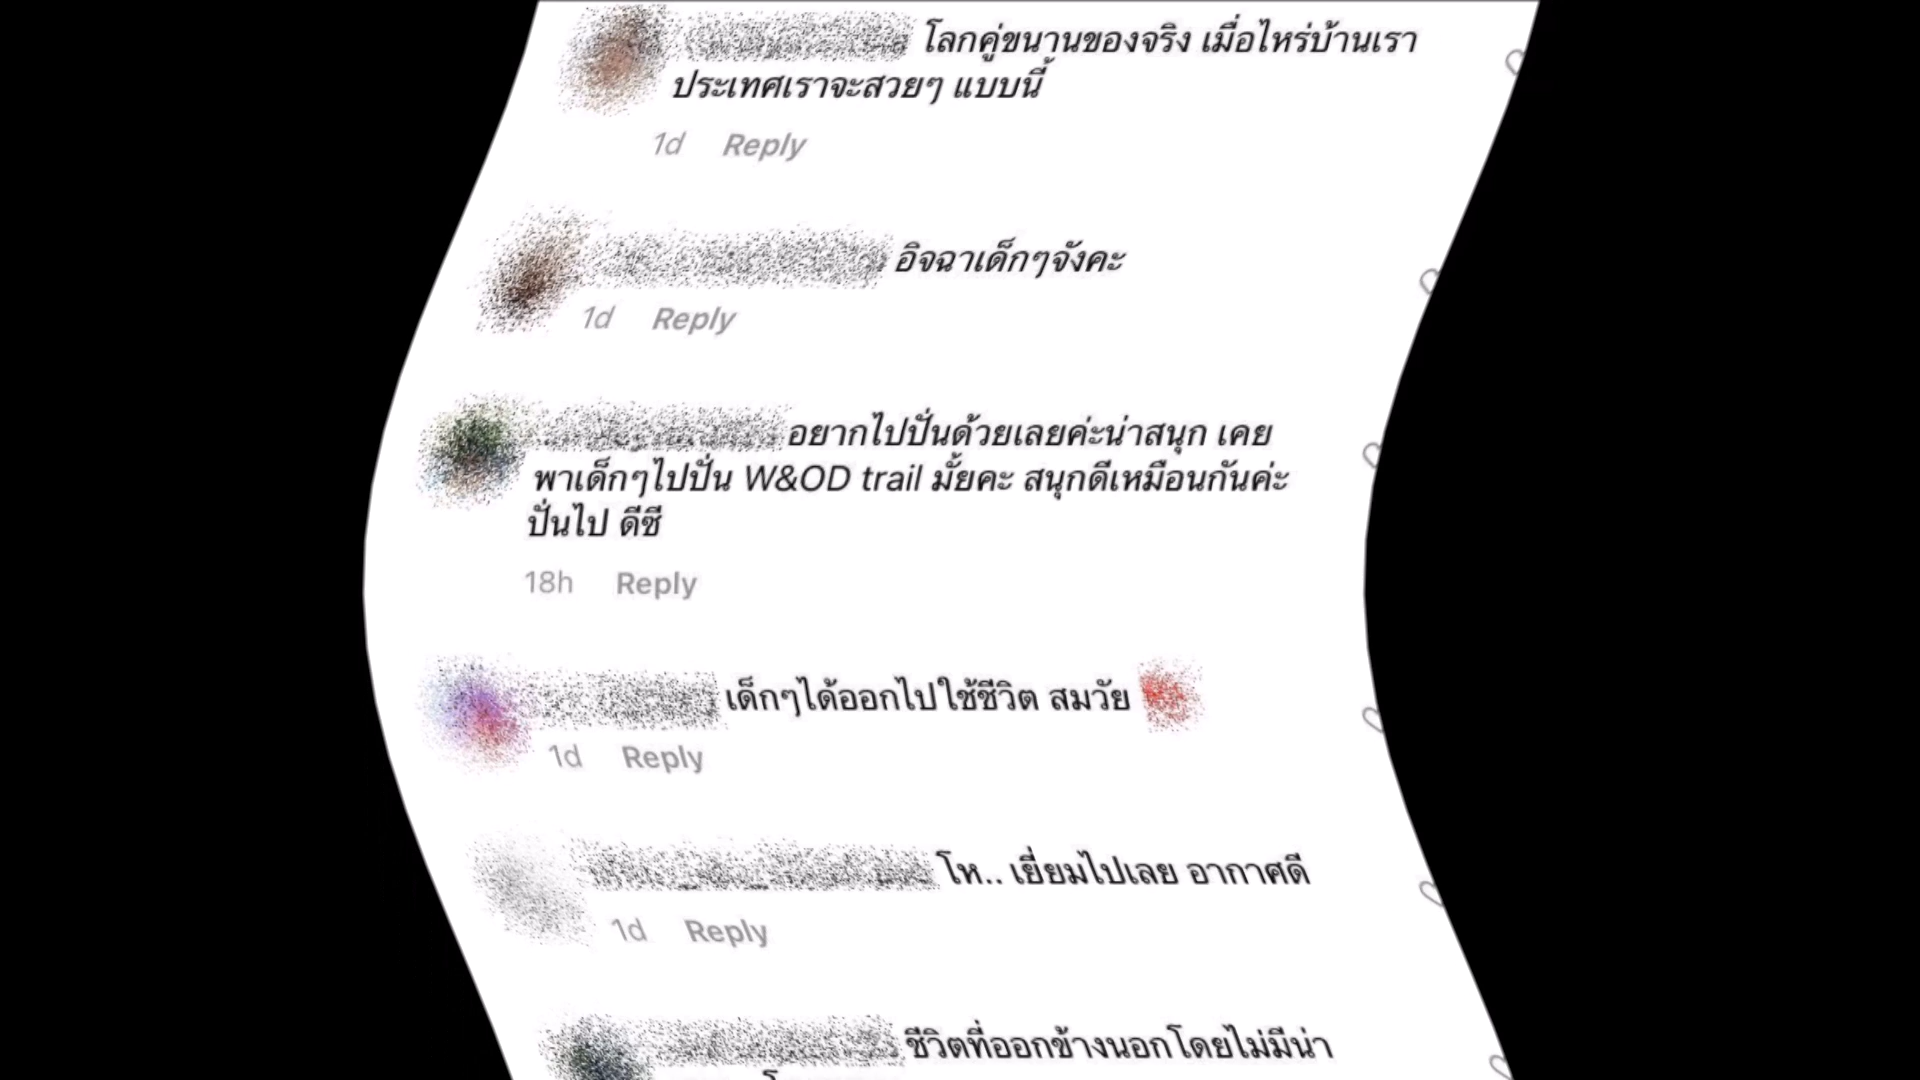 โลกคู่ขนานของจริง เมื่อไหร่บ้านเรา
ประเทศเราจะสวยๆ แบบนี้
1d Reply
อิจฉาเด็กๆจังคะ
1d Reply
อยากไปปั่นด้วยเลยค่ะน่าสนุก เคย
พาเด็กๆไปปั่น W&OD trail มั้ยคะ สนุกดีเหมือนกันค่ะ
ปั่นไป ดีซี
18h Reply
เด็กๆได้ออกไปใช้ชีวิต สมวัย
1d Reply
โห.. เยี่ยมไปเลย อากาศดี
1d Reply
ชีวิตที่ออกข้างนอกโดยไม่มีน่า